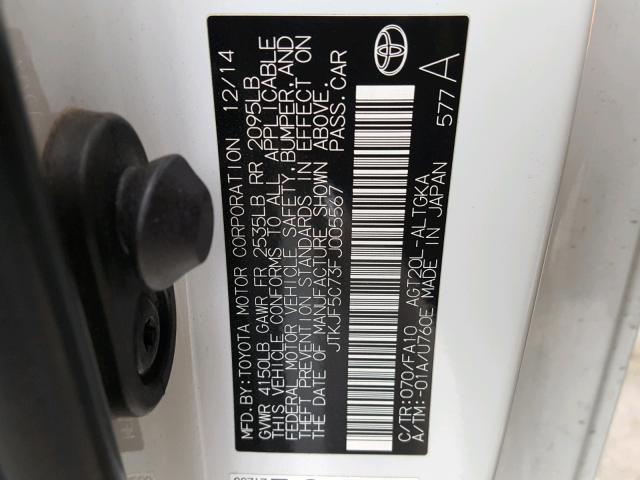 MFD.BY:TOYOTA MOTOR CORPORATION 12/14
GVWR 4150LB GAWR FR 2535LB RR 2095LB
THIS VEHICLE CONFORMS TO ALL APPLICABLE
FEDERAL MOTOR VEHICLE SAFETY, BUMPER, AND
THEFT PREVENTION STANDARDS IN EFFECT ON
THE DATE OF MANUFACTURE SHOWN ABOVE.
JTKJF5C73FJ005567 PASS.CAR
C/TR:070/FA10 AGT20L-ALTGKA
A/TM:-01A/U760E MADE IN JAPAN 577 A